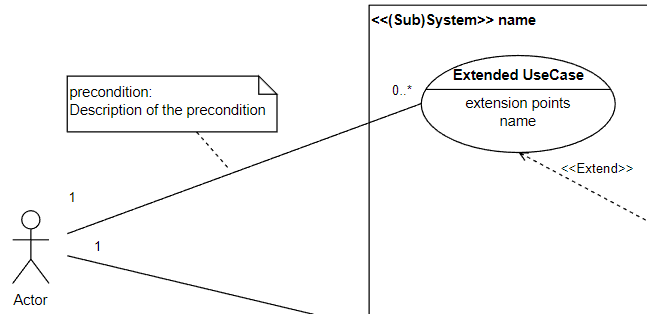 <<(Sub)System>> name
Extended UseCase
extension points
name
precondition:
Description of the precondition
0..*
<<Extend>>
1
1
Actor